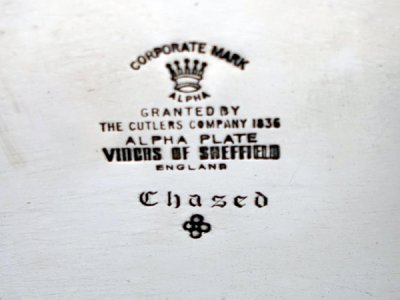 CORPORATE MARK
ALPHA
GRANTED BY
THE CUTLERS COMPANY 1836
ALPHA PLATE
VINERS OF SHEFFIELD
ENGLAND
Chased